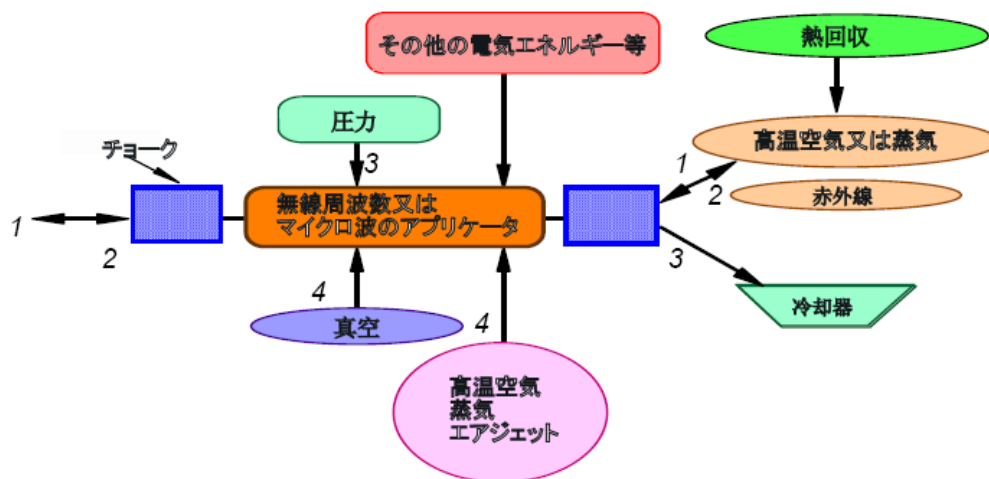 その他の電気エネルギー等
熱回収
圧力
高温空気又は蒸気
チョーク
3
1
2
赤外線
無線周波数又は
マイクロ波のアプリケータ
1
2
3
4
真空
4
冷却器
高温空気
蒸気
エアジェット